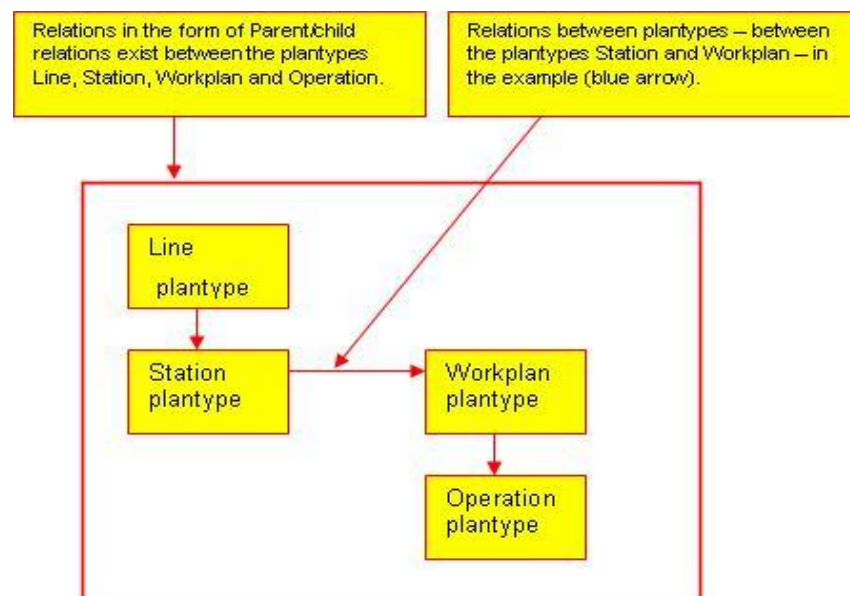 Relations in the form of Parent/child
relations exist between the plantypes
Line, Station, Workplan and Operation.
Relations between plantypes – between
the plantypes Station and Workplan – in
the example (blue arrow).
Line
plantype
Station
plantype
Workplan
plantype
Operation
plantype